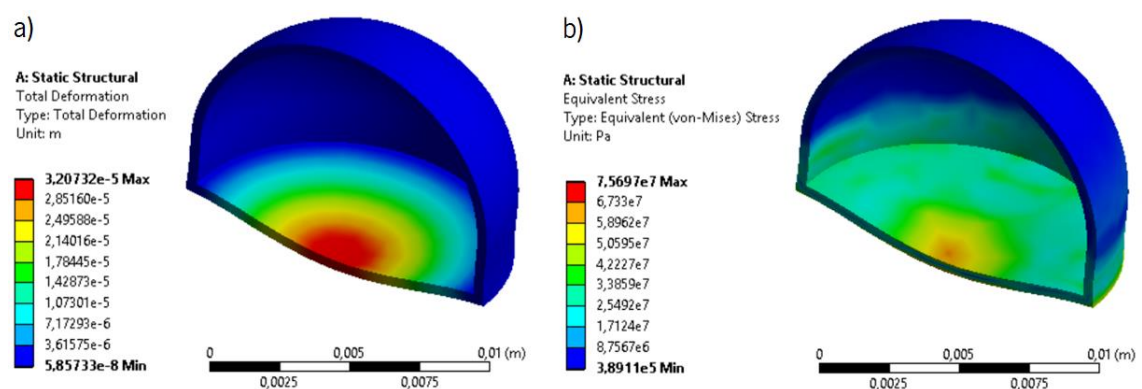 a)
A: Static Structural
Total Deformation
Type: Total Deformation
Unit: m
3,20732e-5 Max
2,85160e-5
2,49588e-5
2,14016e-5
1,78445e-5
1,42873e-5
1,07301e-5
7,17293e-6
3,61575e-6
5,85733e-8 Min
0
0,005
0,01 (m)
0,0025
0,0075
b)
A: Static Structural
Equivalent Stress
Type: Equivalent (von-Mises) Stress
Unit: Pa
7,5697e7 Max
6,733e7
5,8962e7
5,0595e7
4,2227e7
3,3859e7
2,5492e7
1,7124e7
8,7567e6
3,8911e5 Min
0
0,005
0,01 (m)
0,0025
0,0075